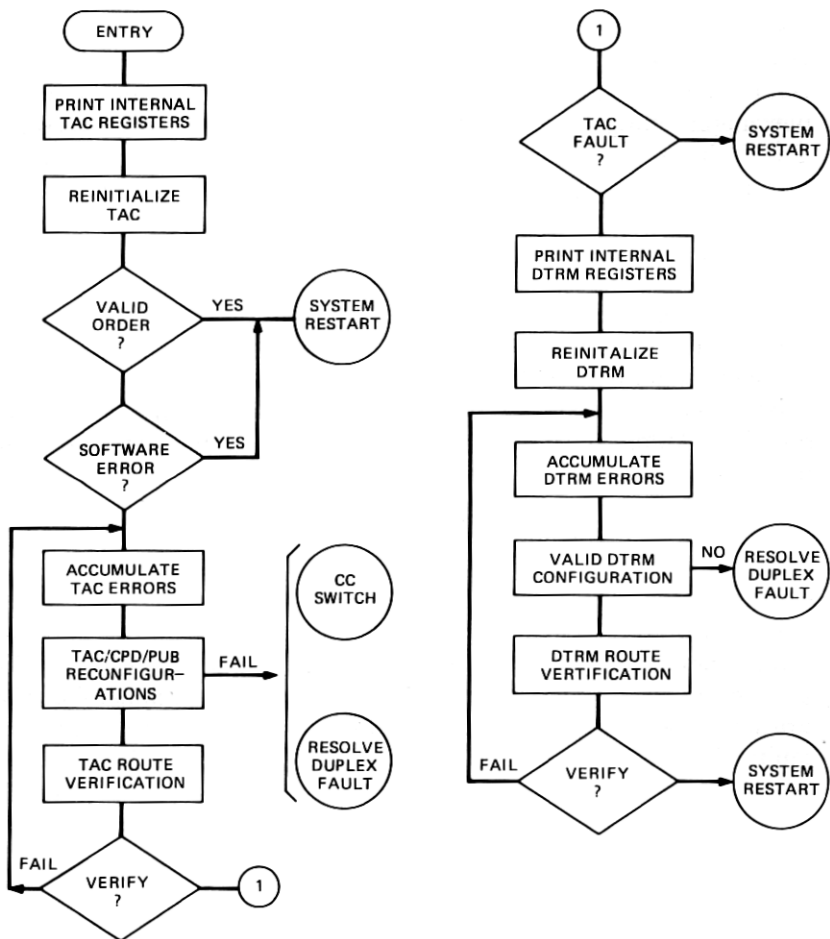 ENTRY
PRINT INTERNAL
TAC REGISTERS
REINITIALIZE
TAC
VALID
ORDER
?
YES
SYSTEM
RESTART
SOFTWARE
ERROR
?
YES
ACCUMULATE
TAC ERRORS
TAC/CPD/PUB
RECONFIGUR-
ATIONS
FAIL
CC
SWITCH
RESOLVE
DUPLEX
FAULT
TAC ROUTE
VERIFICATION
FAIL
VERIFY
?
1
1
TAC
FAULT
?
SYSTEM
RESTART
PRINT INTERNAL
DTRM REGISTERS
REINITALIZE
DTRM
ACCUMULATE
DTRM ERRORS
VALID DTRM
CONFIGURATION
NO
RESOLVE
DUPLEX
FAULT
DTRM ROUTE
VERTIFICATION
FAIL
VERIFY
?
SYSTEM
RESTART